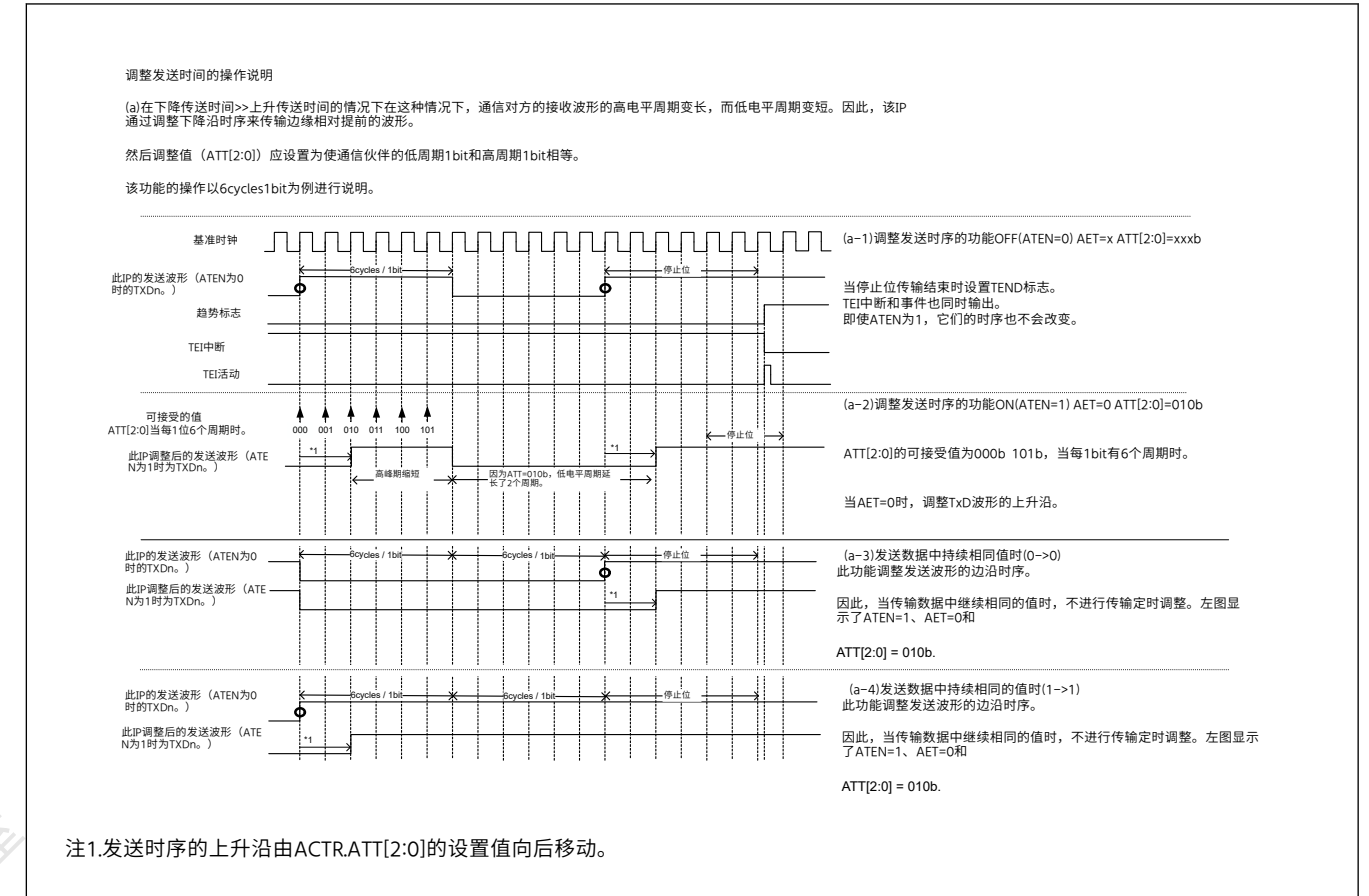 调整发送时间的操作说明
(a)在下降传送时间>>上升传送时间的情况下在这种情况下，通信对方的接收波形的高电平周期变长，而低电平周期变短。因此，该IP
通过调整下降沿时序来传输边缘相对提前的波形。
然后调整值（ATT[2:0]）应设置为使通信伙伴的低周期1bit和高周期1bit相等。
该功能的操作以6cycles1bit为例进行说明。
基准时钟
(a−1)调整发送时序的功能OFF(ATEN=0) AET=x ATT[2:0]=xxxb
此IP的发送波形（ATEN为0
时的TXDn。）
6cycles / 1bit
停止位
当停止位传输结束时设置TEND标志。
TEI中断和事件也同时输出。
即使ATEN为1，它们的时序也不会改变。
趋势标志
TEI中断
TEI活动
可接受的值
ATT[2:0]当每1位6个周期时。
000 001 010 011 100 101
(a−2)调整发送时序的功能ON(ATEN=1) AET=0 ATT[2:0]=010b
停止位
此IP调整后的发送波形（ATE
N为1时为TXDn。）
*1
*1
高峰期缩短
因为ATT=010b，低电平周期延
长了2个周期。
ATT[2:0]的可接受值为000b 101b，当每1bit有6个周期时。
当AET=0时，调整TxD波形的上升沿。
此IP的发送波形（ATEN为0
时的TXDn。）
6cycles / 1bit
6cycles / 1bit
停止位
(a−3)发送数据中持续相同值时(0−>0)
此功能调整发送波形的边沿时序。
此IP调整后的发送波形（ATE
N为1时为TXDn。）
*1
因此，当传输数据中继续相同的值时，不进行传输定时调整。左图显
示了ATEN=1、AET=0和
ATT[2:0] = 010b.
此IP的发送波形（ATEN为0
时的TXDn。）
6cycles / 1bit
6cycles / 1bit
停止位
(a−4)发送数据中持续相同的值时(1−>1)
此功能调整发送波形的边沿时序。
此IP调整后的发送波形（ATE
N为1时为TXDn。）
*1
因此，当传输数据中继续相同的值时，不进行传输定时调整。左图显示
了ATEN=1、AET=0和
ATT[2:0] = 010b.
注1.发送时序的上升沿由ACTR.ATT[2:0]的设置值向后移动。